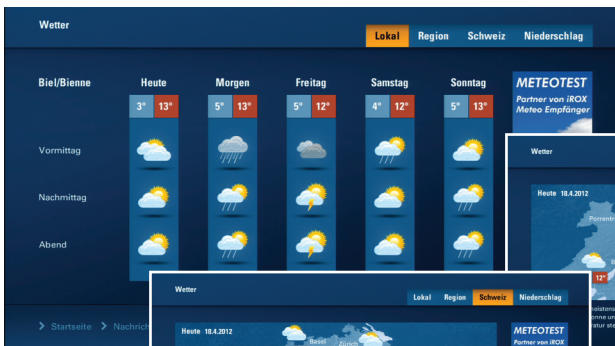 Wetter
Lokal Region Schweiz Niederschlag
Biel/Bienne Heute Morgen Freitag Samstag Sonntag
METEOTEST
Partner von iROX
Meteo Empfänger
3° 13° 5° 13° 5° 12° 4° 12° 5° 13°
Vormittag
Nachmittag
Abend
Startseite
Wetter
Heute 18.4.2012
12°
Wetter
Lokal Region Schweiz Niederschlag
Heute 18.4.2012
Basel Zürich
METEOTEST
Partner von iROX